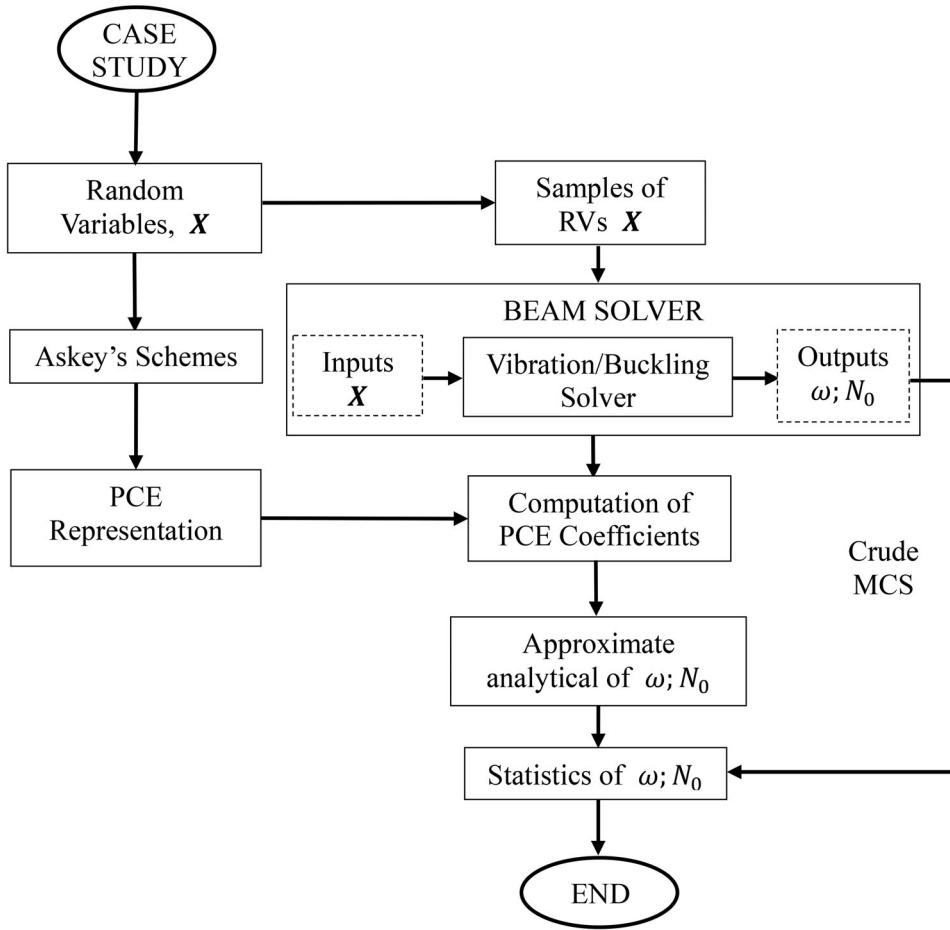 CASE
STUDY
Random
Variables, X
Samples of
RVs X
Askey's Schemes
BEAM SOLVER
Inputs
X
Vibration/Buckling
Solver
Outputs
ω; N₀
PCE
Representation
Computation of
PCE Coefficients
Crude
MCS
Approximate
analytical of ω; N₀
Statistics of ω; N₀
END